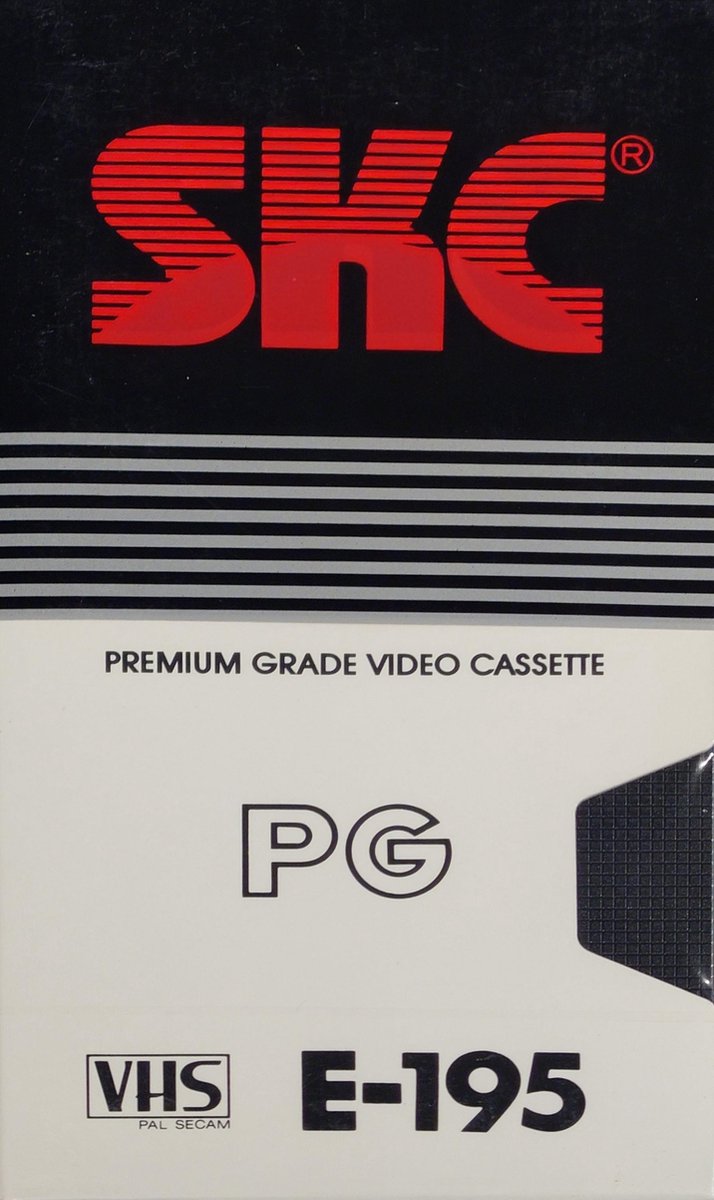 SKC®
PREMIUM GRADE VIDEO CASSETTE
PG
VHS
PAL SECAM
E-195